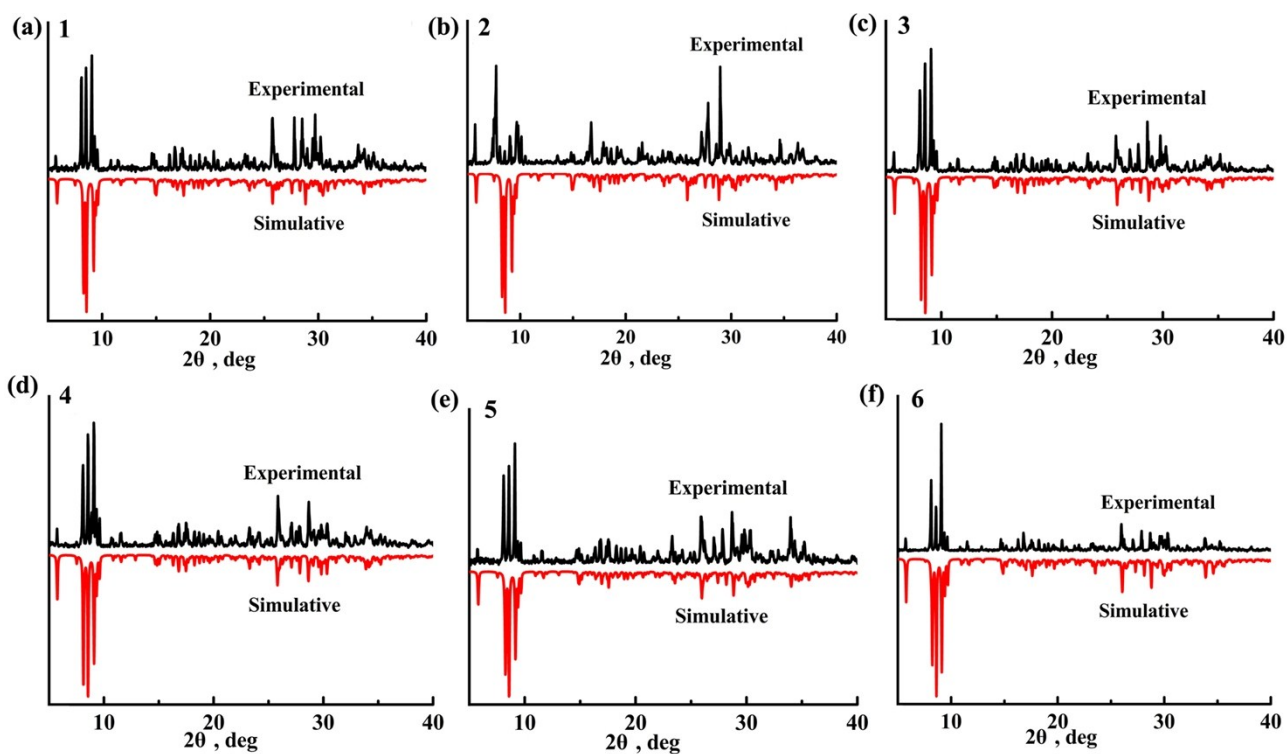 (a) 1
Experimental
Simulative
10 20 30 40
2θ , deg
(b) 2
Experimental
Simulative
10 20 30 40
2θ , deg
(c) 3
Experimental
Simulative
10 20 30 40
2θ , deg
(d) 4
Experimental
Simulative
10 20 30 40
2θ , deg
(e) 5
Experimental
Simulative
10 20 30 40
2θ , deg
(f) 6
Experimental
Simulative
10 20 30 40
2θ , deg